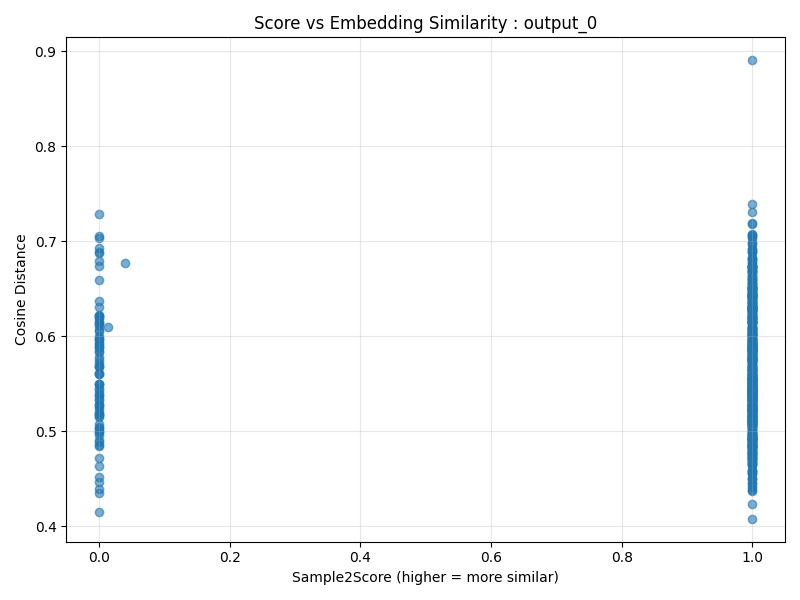 Score vs Embedding Similarity : output_0
0.9
0.8
0.7
0.6
0.5
0.4
Cosine Distance
0.0 0.2 0.4 0.6 0.8 1.0
Sample2Score (higher = more similar)